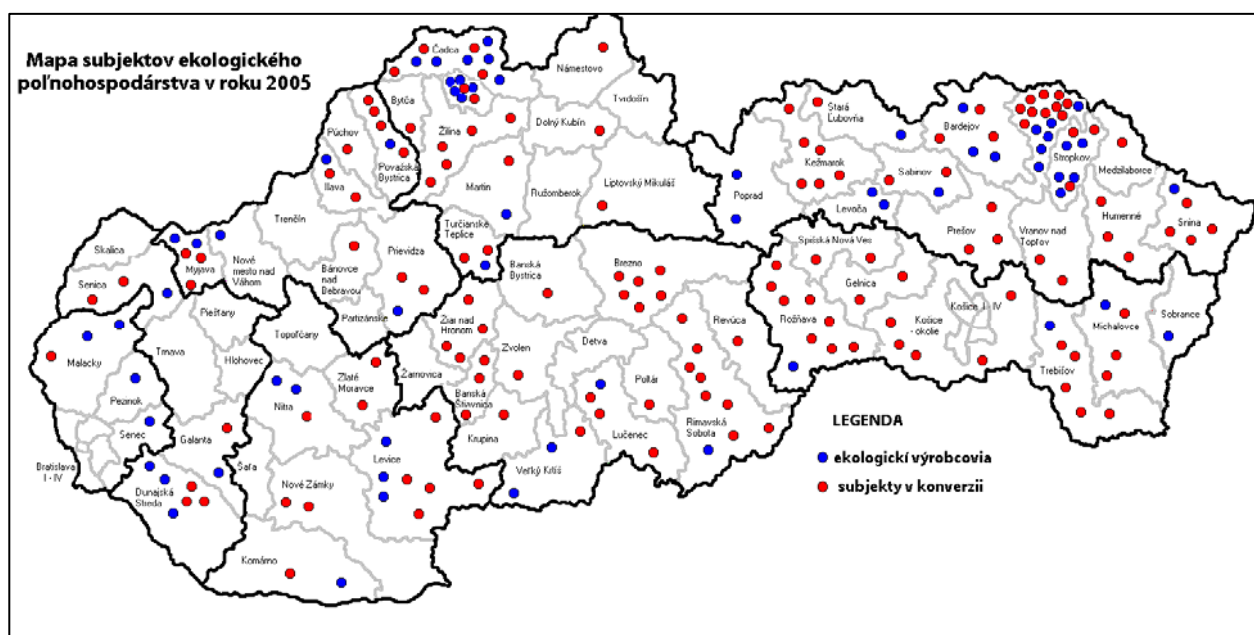 Mapa subjektov ekologického
poľnohospodárstva v roku 2005
Čadca
Námestovo
Tvrdošín
Bytča
Púchov
Žilina
Dolný Kubín
Považská
Bystrica
Ilava
Martin
Ružomberok
Liptovský Mikuláš
Trenčín
Turčianske
Teplice
Prievidza
Stará
Ľubovňa
Bardejov
Stropkov
Kežmarok
Sabinov
Medzilaborce
Poprad
Levoča
Prešov
Vranov nad
Topľov
Humenné
Snina
Skalica
Senica
Myjava
Nové
mesto nad
Váhom
Bánovce
nad
Bebravou
Partizánske
Banská
Bystrica
Brezno
Spišská Nová Ves
Gelnica
Rožňava
Košice
- okolie
Košice I - IV
Michalovce
Sobrance
Trebišov
Piešťany
Topoľčany
Malacky
Trnava
Hlohovec
Zlaté
Moravce
Žiar nad
Hronom
Žarnovica
Zvolen
Detva
Revúca
Poltár
Banská
Štiavnica
Krupina
Lučenec
Rimavská
Sobota
Veľký Krtíš
Pezinok
Senec
Bratislava
I - IV
Galanta
Nitra
Šaľa
Levice
Dunajská
Streda
Nové Zámky
Komárno
LEGENDA
ekologickí výrobcovia
subjekty v konverzii